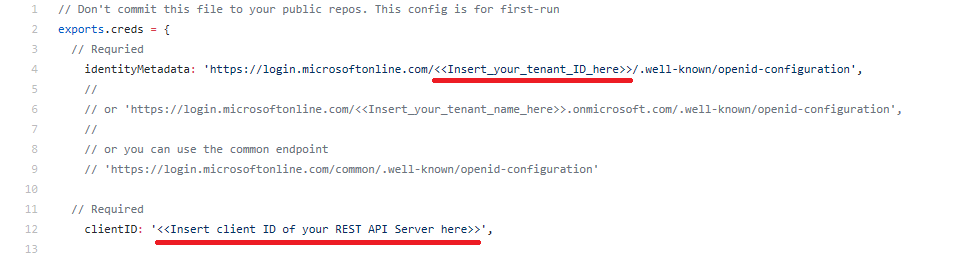 1 // Don't commit this file to your public repos. This config is for first-run
2 exports.creds = {
3 // Requried
4 identityMetadata: 'https://login.microsoftonline.com/<<Insert_your_tenant_ID_here>>/.well-known/openid-configuration',
5 //
6 // or 'https://login.microsoftonline.com/<<Insert_your_tenant_name_here>>.onmicrosoft.com/.well-known/openid-configuration',
7 //
8 // or you can use the common endpoint
9 // 'https://login.microsoftonline.com/common/.well-known/openid-configuration'
10
11 // Required
12 clientID: '<<Insert client ID of your REST API Server here>>',
13